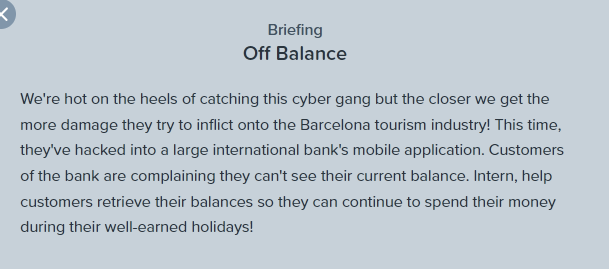 Briefing
Off Balance
We're hot on the heels of catching this cyber gang but the closer we get the
more damage they try to inflict onto the Barcelona tourism industry! This time,
they've hacked into a large international bank's mobile application. Customers
of the bank are complaining they can't see their current balance. Intern, help
customers retrieve their balances so they can continue to spend their money
during their well-earned holidays!